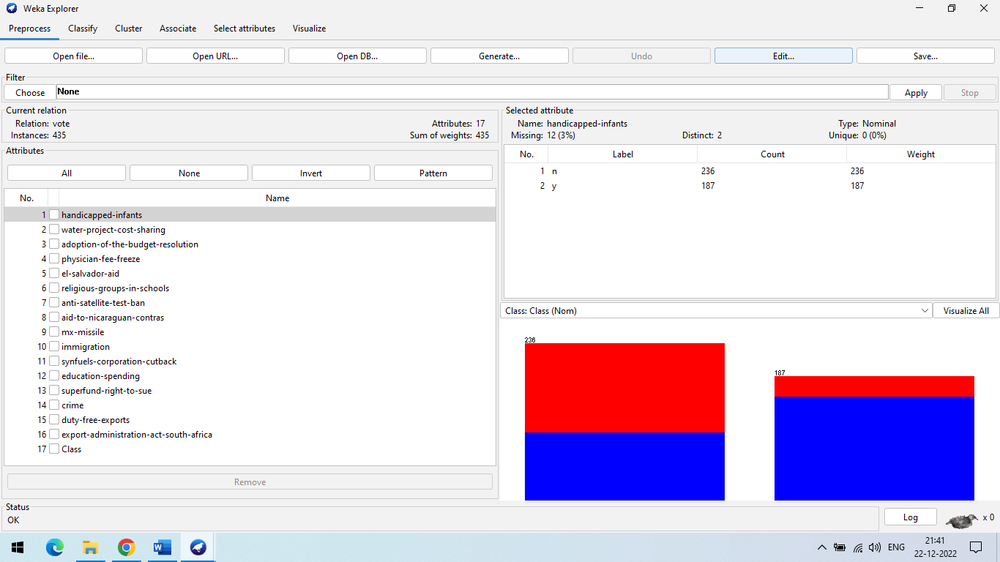 Weka Explorer
Preprocess Classify Cluster Associate Select attributes Visualize
Open file... Open URL... Open DB... Generate... Undo Edit... Save...
Filter
Choose None Apply Stop
Current relation
Relation: vote Attributes: 17
Instances: 435 Sum of weights: 435
Attributes
All None Invert Pattern
No. Name
1 handicapped-infants
2 water-project-cost-sharing
3 adoption-of-the-budget-resolution
4 physician-fee-freeze
5 el-salvador-aid
6 religious-groups-in-schools
7 anti-satellite-test-ban
8 aid-to-nicaraguan-contras
9 mx-missile
10 immigration
11 synfuels-corporation-cutback
12 education-spending
13 superfund-right-to-sue
14 crime
15 duty-free-exports
16 export-administration-act-south-africa
17 Class
Remove
Selected attribute
Name: handicapped-infants Type: Nominal
Missing: 12 (3%) Distinct: 2 Unique: 0 (0%)
No. Label Count Weight
1 n 236 236
2 y 187 187
Class: Class (Nom) Visualize All
236
187
Status
OK
Log x 0
W
ENG
21:41
22-12-2022